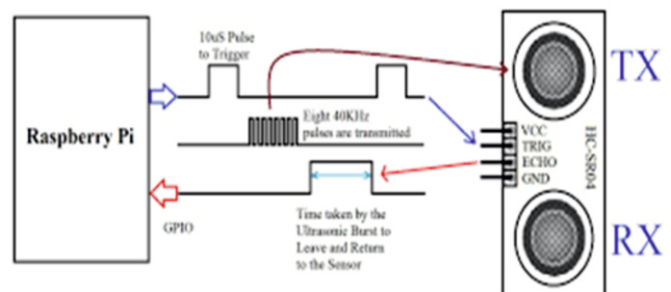 10uS Pulse
to Trigger
TX
Eight 40KHz
pulses are transmitted
Raspberry Pi
VCC
TRIG
ECHO
GND
HC-SR04
GPIO
Time taken by the
Ultrasonic Burst to
Leave and Return
to the Sensor
RX